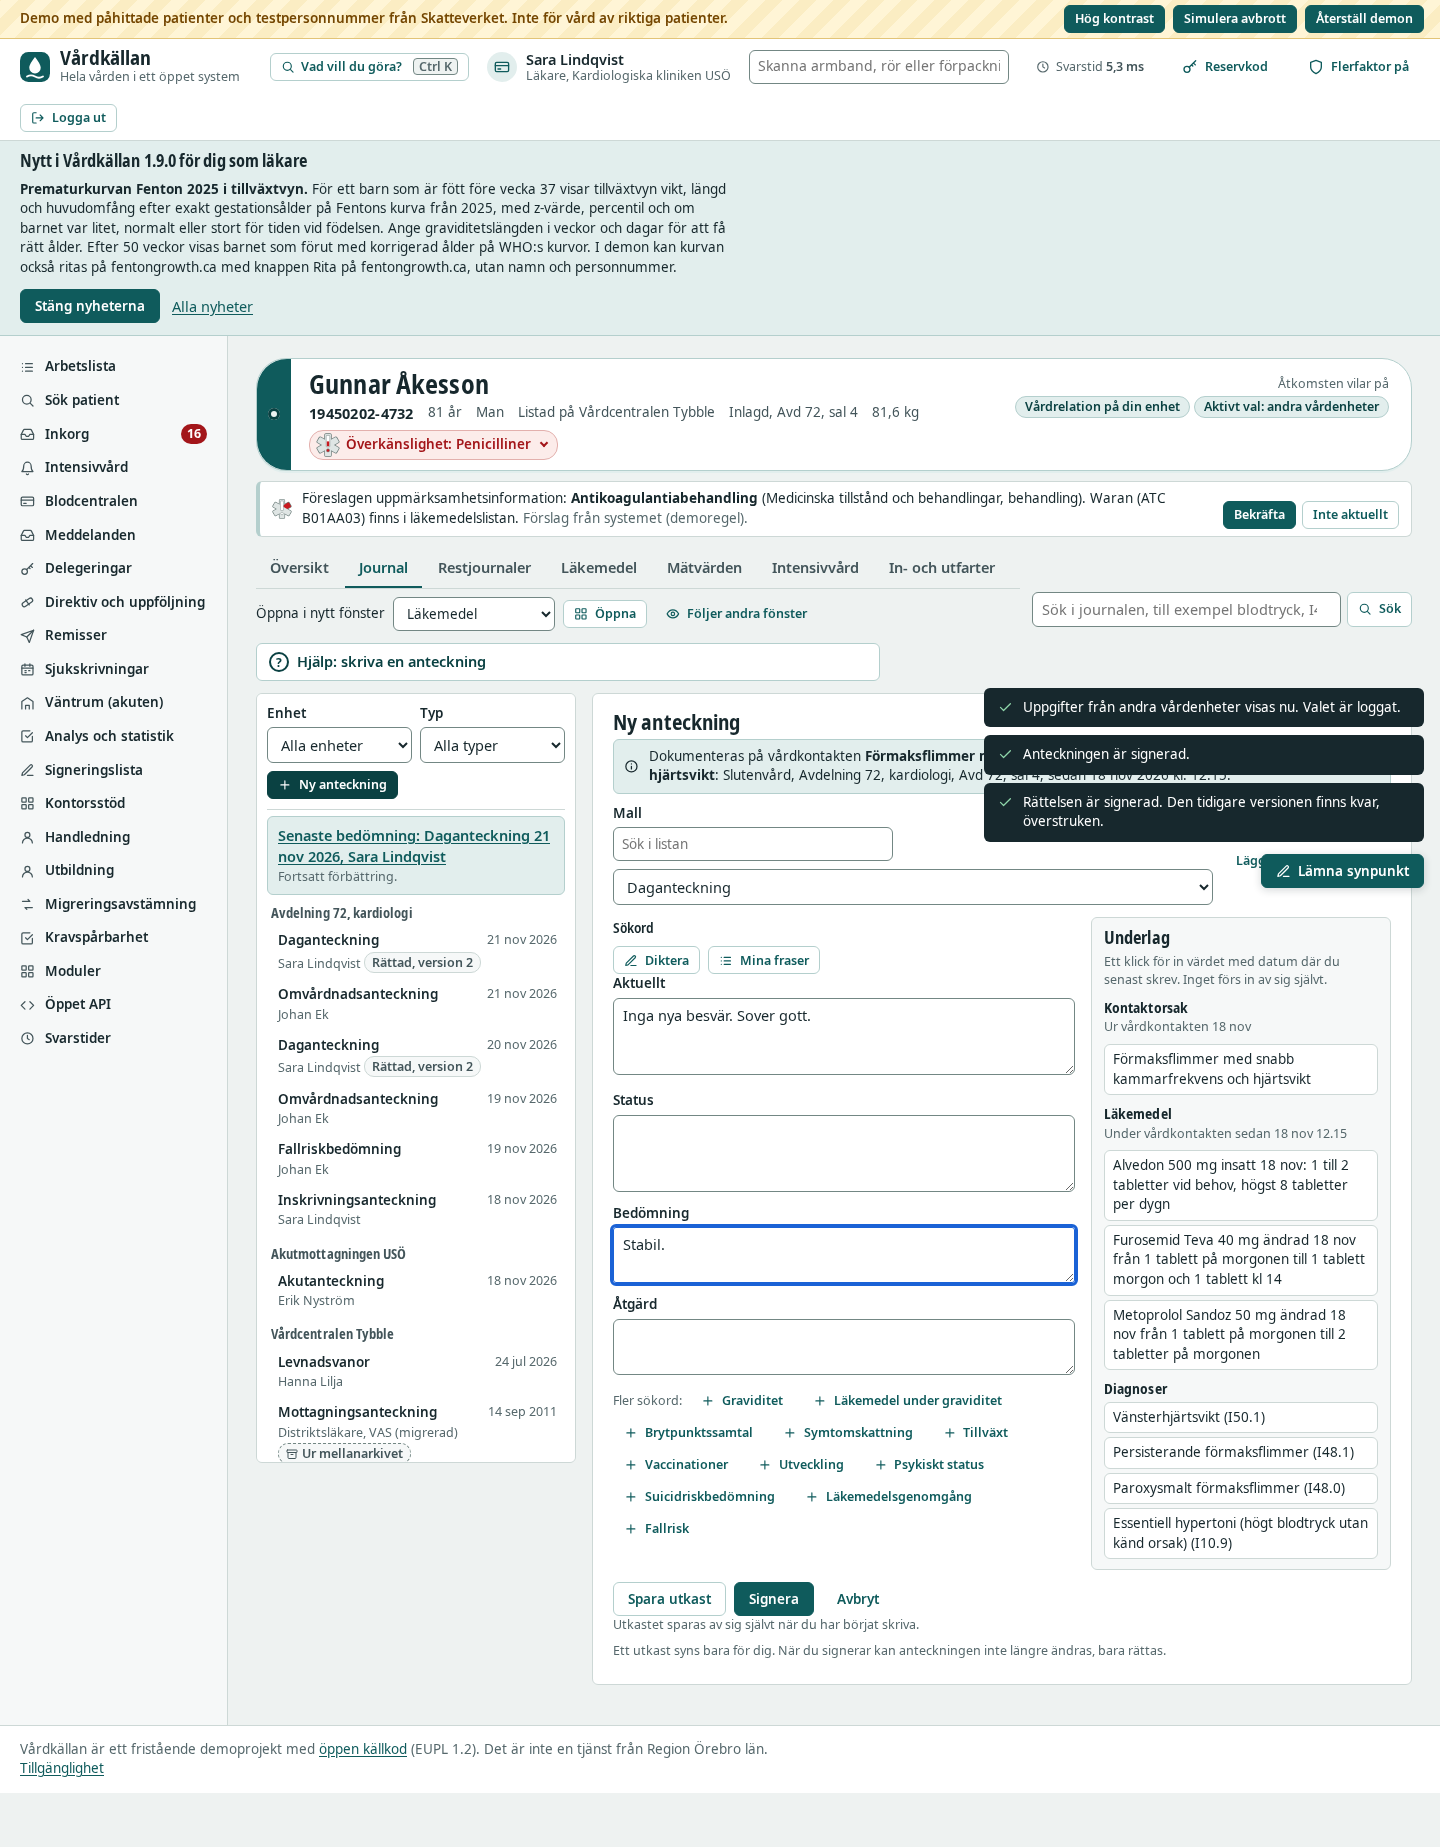 Demo med påhittade patienter och testpersonnummer från Skatteverket. Inte för vård av riktiga patienter.
Hög kontrast
Simulera avbrott
Återställ demon
Vårdkällan
Hela vården i ett öppet system
Vad vill du göra? Ctrl K
Sara Lindqvist
Läkare, Kardiologiska kliniken USÖ
Skanna armband, rör eller förpackni
Svarstid 5,3 ms
Reservkod
Flerfaktor på
Logga ut
Nytt i Vårdkällan 1.9.0 för dig som läkare
Prematurkurvan Fenton 2025 i tillväxtvyn. För ett barn som är fött före vecka 37 visar tillväxtvyn vikt, längd
och huvudomfång efter exakt gestationsålder på Fentons kurva från 2025, med z-värde, percentil och om
barnet var litet, normalt eller stort för tiden vid födelsen. Ange graviditetslängden i veckor och dagar för att få
rätt ålder. Efter 50 veckor visas barnet som förut med korrigerad ålder på WHO:s kurvor. I demon kan kurvan
också ritas på fentongrowth.ca med knappen Rita på fentongrowth.ca, utan namn och personnummer.
Stäng nyheterna
Alla nyheter
Arbetslista
Sök patient
Inkorg 16
Intensivvård
Blodcentralen
Meddelanden
Delegeringar
Direktiv och uppföljning
Remisser
Sjukskrivningar
Väntrum (akuten)
Analys och statistik
Signeringslista
Kontorsstöd
Handledning
Utbildning
Migreringsavstämning
Kravspårbarhet
Moduler
Öppet API
Svarstider
Gunnar Åkesson
19450202-4732 81 år Man Listad på Vårdcentralen Tybble Inlagd, Avd 72, sal 4 81,6 kg
Överkänslighet: Penicilliner
Åtkomsten vilar på
Vårdrelation på din enhet
Aktivt val: andra vårdenheter
Föreslagen uppmärksamhetsinformation: Antikoagulantiabehandling (Medicinska tillstånd och behandlingar, behandling). Waran (ATC
B01AA03) finns i läkemedelslistan. Förslag från systemet (demoregel).
Bekräfta
Inte aktuellt
Översikt
Journal
Restjournaler
Läkemedel
Mätvärden
Intensivvård
In- och utfarter
Öppna i nytt fönster
Läkemedel
Öppna
Följer andra fönster
Sök i journalen, till exempel blodtryck, I4
Sök
? Hjälp: skriva en anteckning
Enhet
Typ
Alla enheter
Alla typer
Ny anteckning
Senaste bedömning: Daganteckning 21
nov 2026, Sara Lindqvist
Fortsatt förbättring.
Avdelning 72, kardiologi
Daganteckning 21 nov 2026
Sara Lindqvist Rättad, version 2
Omvårdnadsanteckning 21 nov 2026
Johan Ek
Daganteckning 20 nov 2026
Sara Lindqvist Rättad, version 2
Omvårdnadsanteckning 19 nov 2026
Johan Ek
Fallriskbedömning 19 nov 2026
Johan Ek
Inskrivningsanteckning 18 nov 2026
Sara Lindqvist
Akutmottagningen USÖ
Akutanteckning 18 nov 2026
Erik Nyström
Vårdcentralen Tybble
Levnadsvanor 24 jul 2026
Hanna Lilja
Mottagningsanteckning 14 sep 2011
Distriktsläkare, VAS (migrerad)
Ur mellanarkivet
Ny anteckning
Dokumenteras på vårdkontakten Förmaksflimmer
hjärtsvikt: Slutenvård, Avdelning 72, kardiologi, Avd 72, sal 4, sedan 18 nov 2026 kl. 12.15.
Uppgifter från andra vårdenheter visas nu. Valet är loggat.
Anteckningen är signerad.
Rättelsen är signerad. Den tidigare versionen finns kvar,
överstruken.
Lämna synpunkt
Mall
Sök i listan
Daganteckning
Sökord
Diktera
Mina fraser
Aktuellt
Inga nya besvär. Sover gott.
Status
Bedömning
Stabil.
Åtgärd
Fler sökord: Graviditet Läkemedel under graviditet
Brytpunktssamtal Symtomskattning Tillväxt
Vaccinationer Utveckling Psykiskt status
Suicidriskbedömning Läkemedelsgenomgång
Fallrisk
Underlag
Ett klick för in värdet med datum där du
senast skrev. Inget förs in av sig självt.
Kontaktorsak
Ur vårdkontakten 18 nov
Förmaksflimmer med snabb
kammarfrekvens och hjärtsvikt
Läkemedel
Under vårdkontakten sedan 18 nov 12.15
Alvedon 500 mg insatt 18 nov: 1 till 2
tabletter vid behov, högst 8 tabletter
per dygn
Furosemid Teva 40 mg ändrad 18 nov
från 1 tablett på morgonen till 1 tablett
morgon och 1 tablett kl 14
Metoprolol Sandoz 50 mg ändrad 18
nov från 1 tablett på morgonen till 2
tabletter på morgonen
Diagnoser
Vänsterhjärtsvikt (I50.1)
Persisterande förmaksflimmer (I48.1)
Paroxysmalt förmaksflimmer (I48.0)
Essentiell hypertoni (högt blodtryck utan
känd orsak) (I10.9)
Spara utkast
Signera
Avbryt
Utkastet sparas av sig självt när du har börjat skriva.
Ett utkast syns bara för dig. När du signerar kan anteckningen inte längre ändras, bara rättas.
Vårdkällan är ett fristående demoprojekt med öppen källkod (EUPL 1.2). Det är inte en tjänst från Region Örebro län.
Tillgänglighet